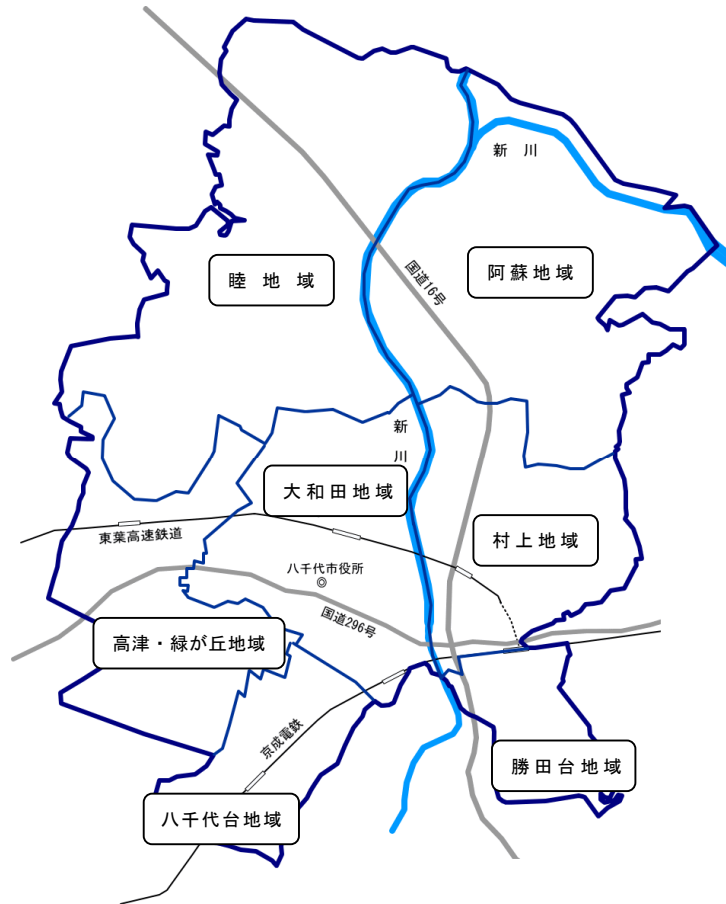 新 川
睦 地 域
阿蘇地域
国道16号
新
川
大和田地域
東葉高速鉄道
村上地域
八千代市役所
国道296号
高津・緑が丘地域
京成電鉄
勝田台地域
八千代台地域